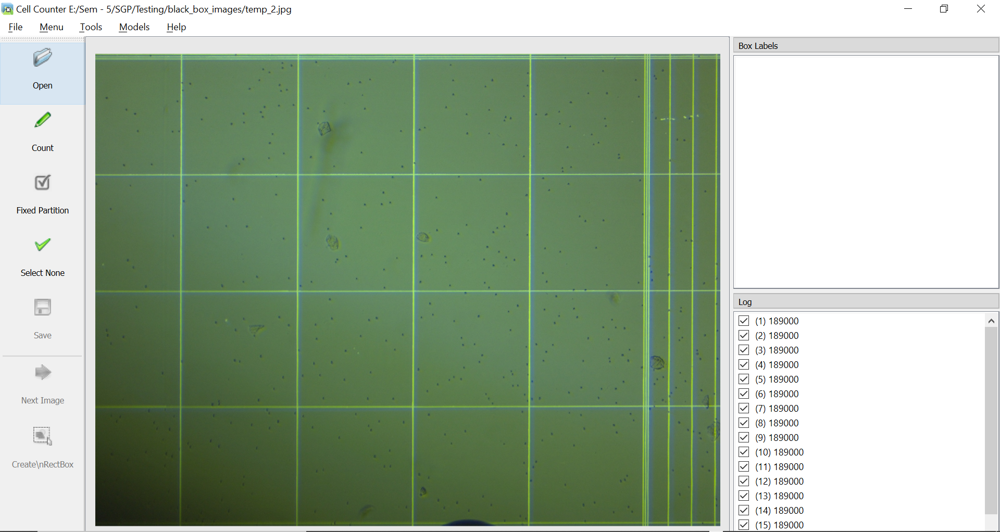 Cell Counter E:/Sem - 5/SGP/Testing/black_box_images/temp_2.jpg
File Menu Tools Models Help
Open
Count
Fixed Partition
Select None
Save
Next Image
Create\nRectBox
Box Labels
Log
(1) 189000
(2) 189000
(3) 189000
(4) 189000
(5) 189000
(6) 189000
(7) 189000
(8) 189000
(9) 189000
(10) 189000
(11) 189000
(12) 189000
(13) 189000
(14) 189000
(15) 189000